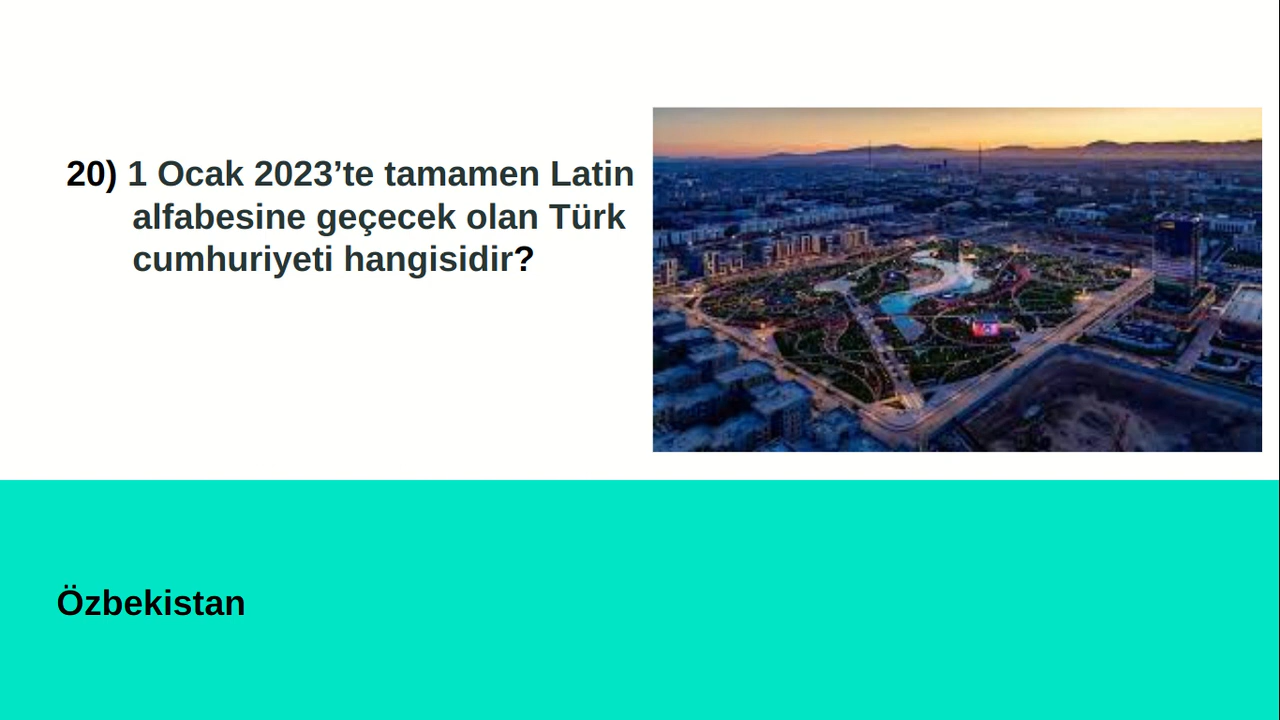 20) 1 Ocak 2023’te tamamen Latin
alfabesine geçecek olan Türk
cumhuriyeti hangisidir?
Özbekistan